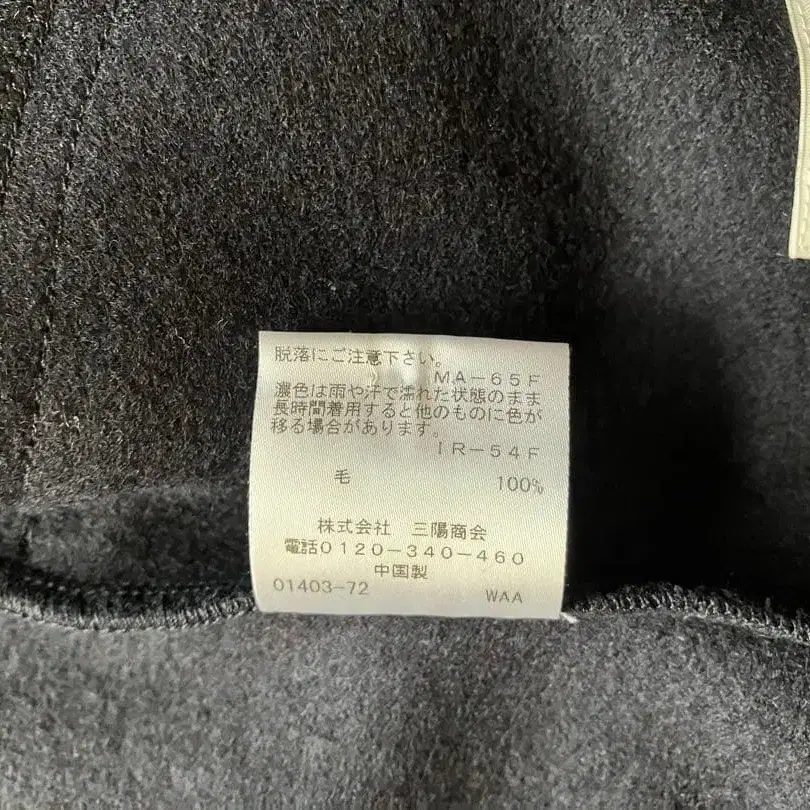 脱落にご注意下さい。
MA-65F
濃色は雨や汗で濡れた状態のまま
長時間着用すると他のものに色が
移る場合があります。
IR-54F
毛 100%
株式会社 三陽商会
電話0120-340-460
中国製
01403-72 WAA